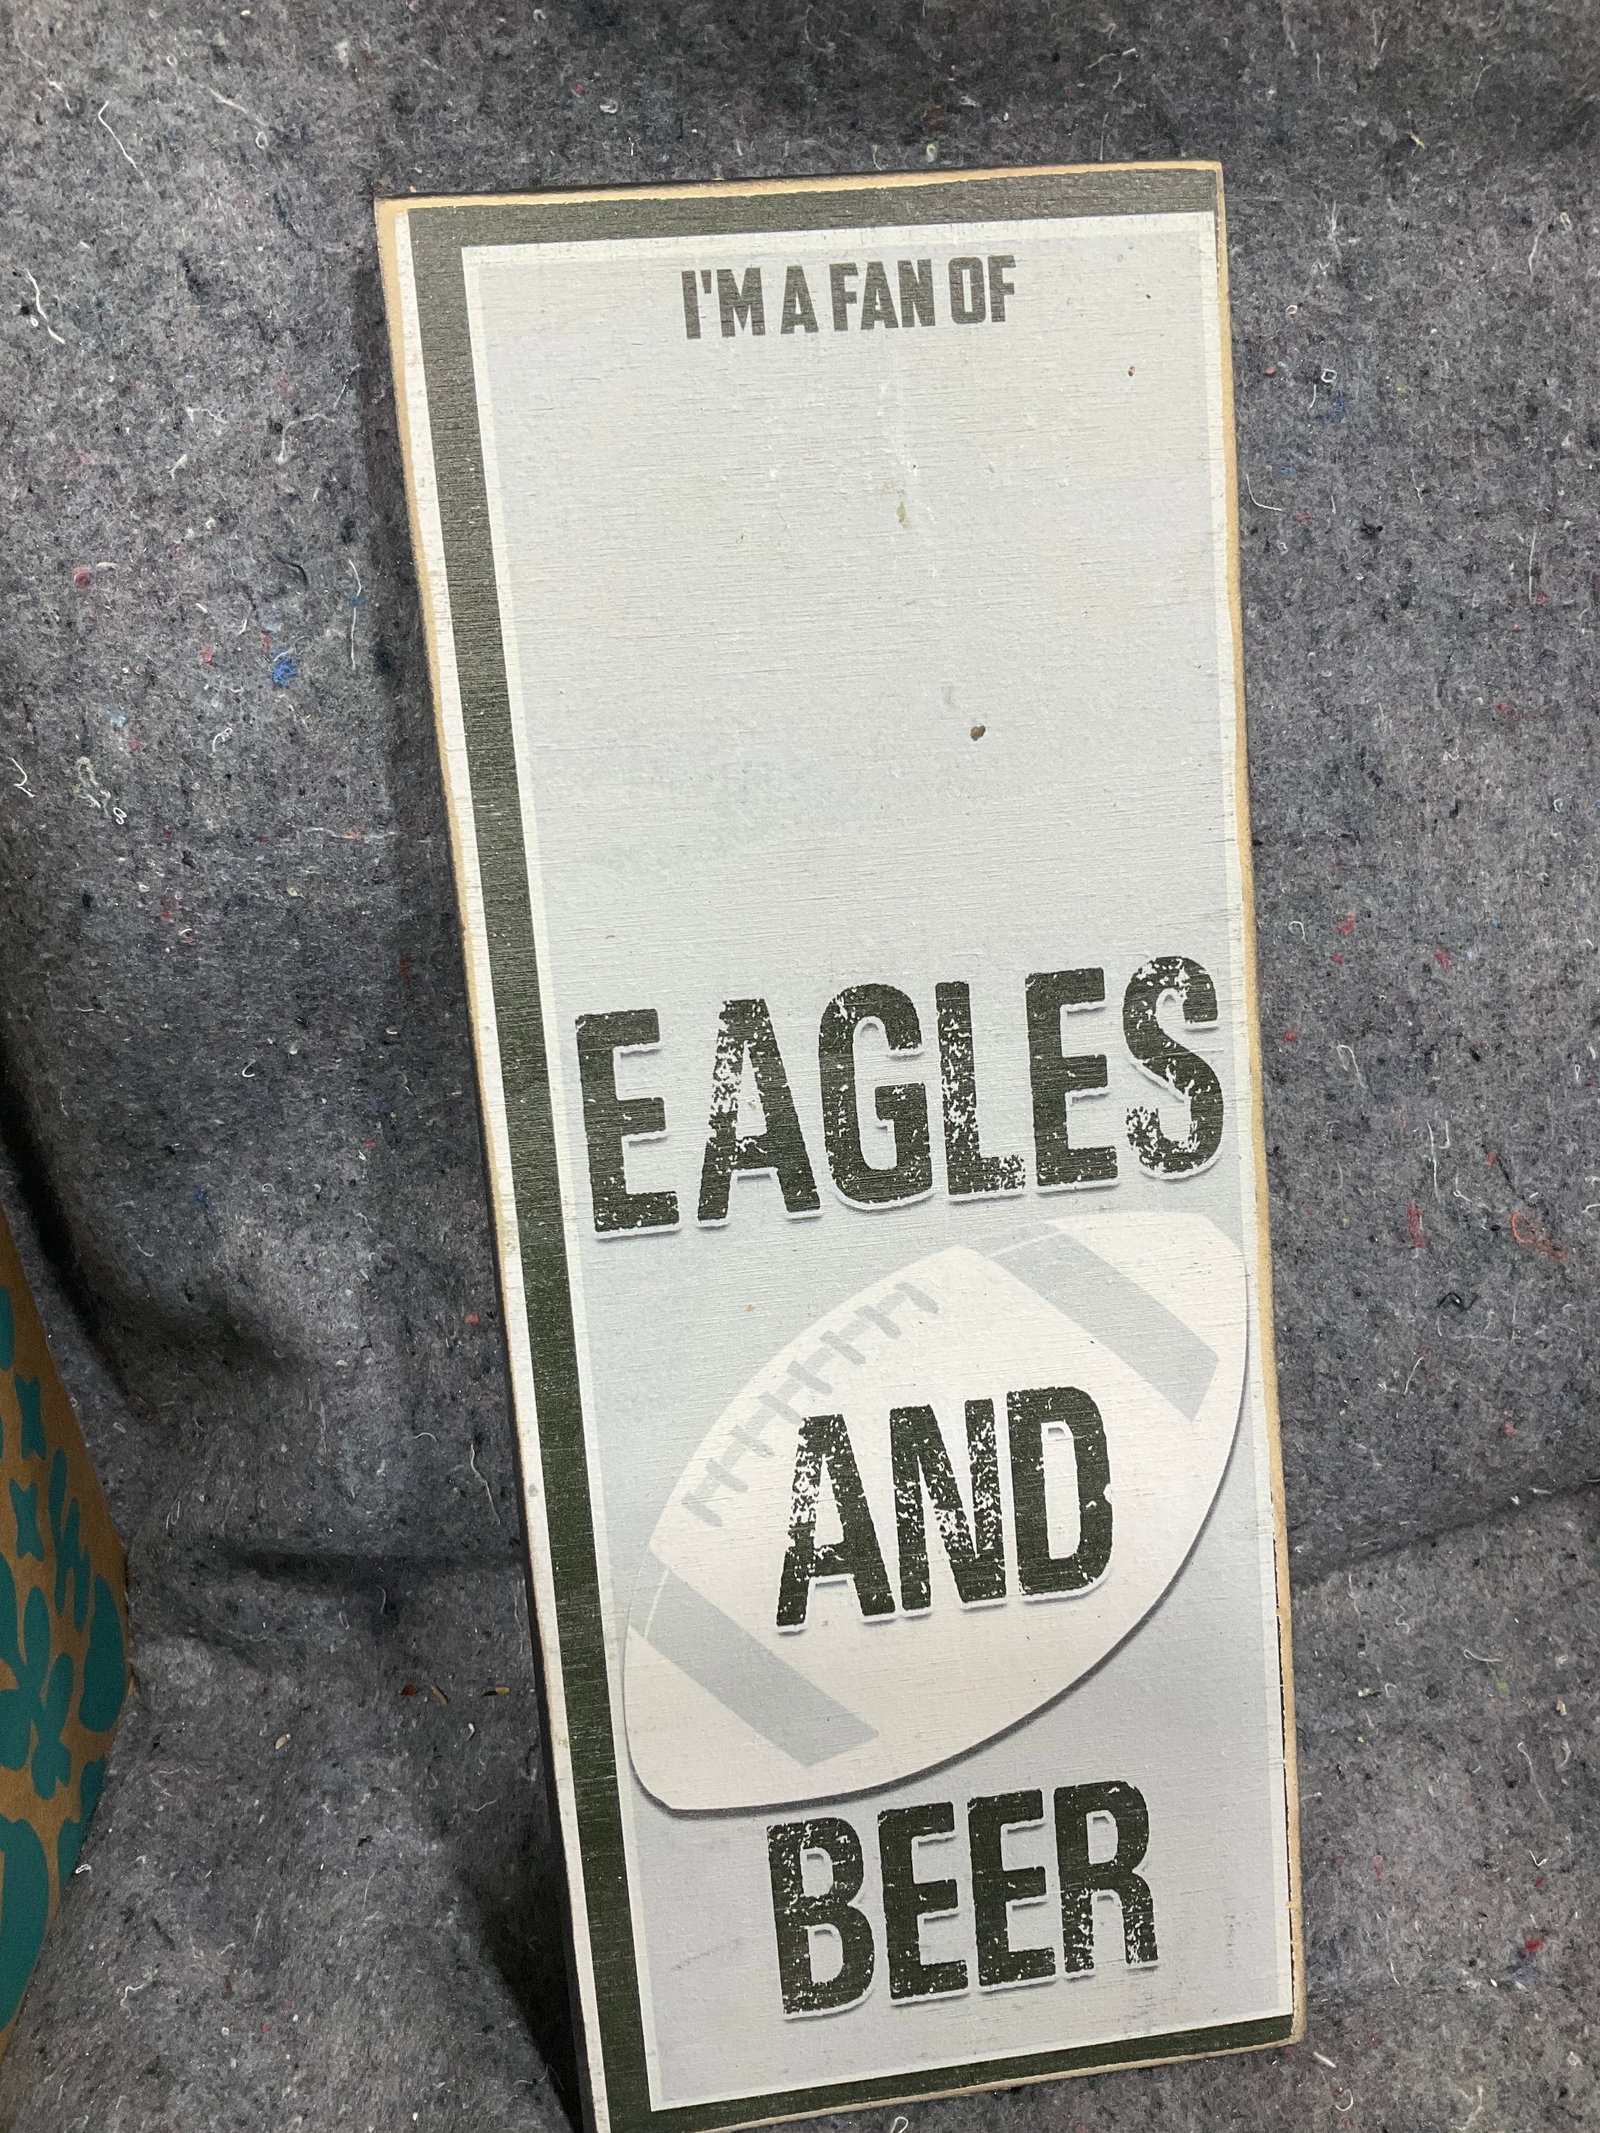 I'M A FAN OF
EAGLES
AND
BEER